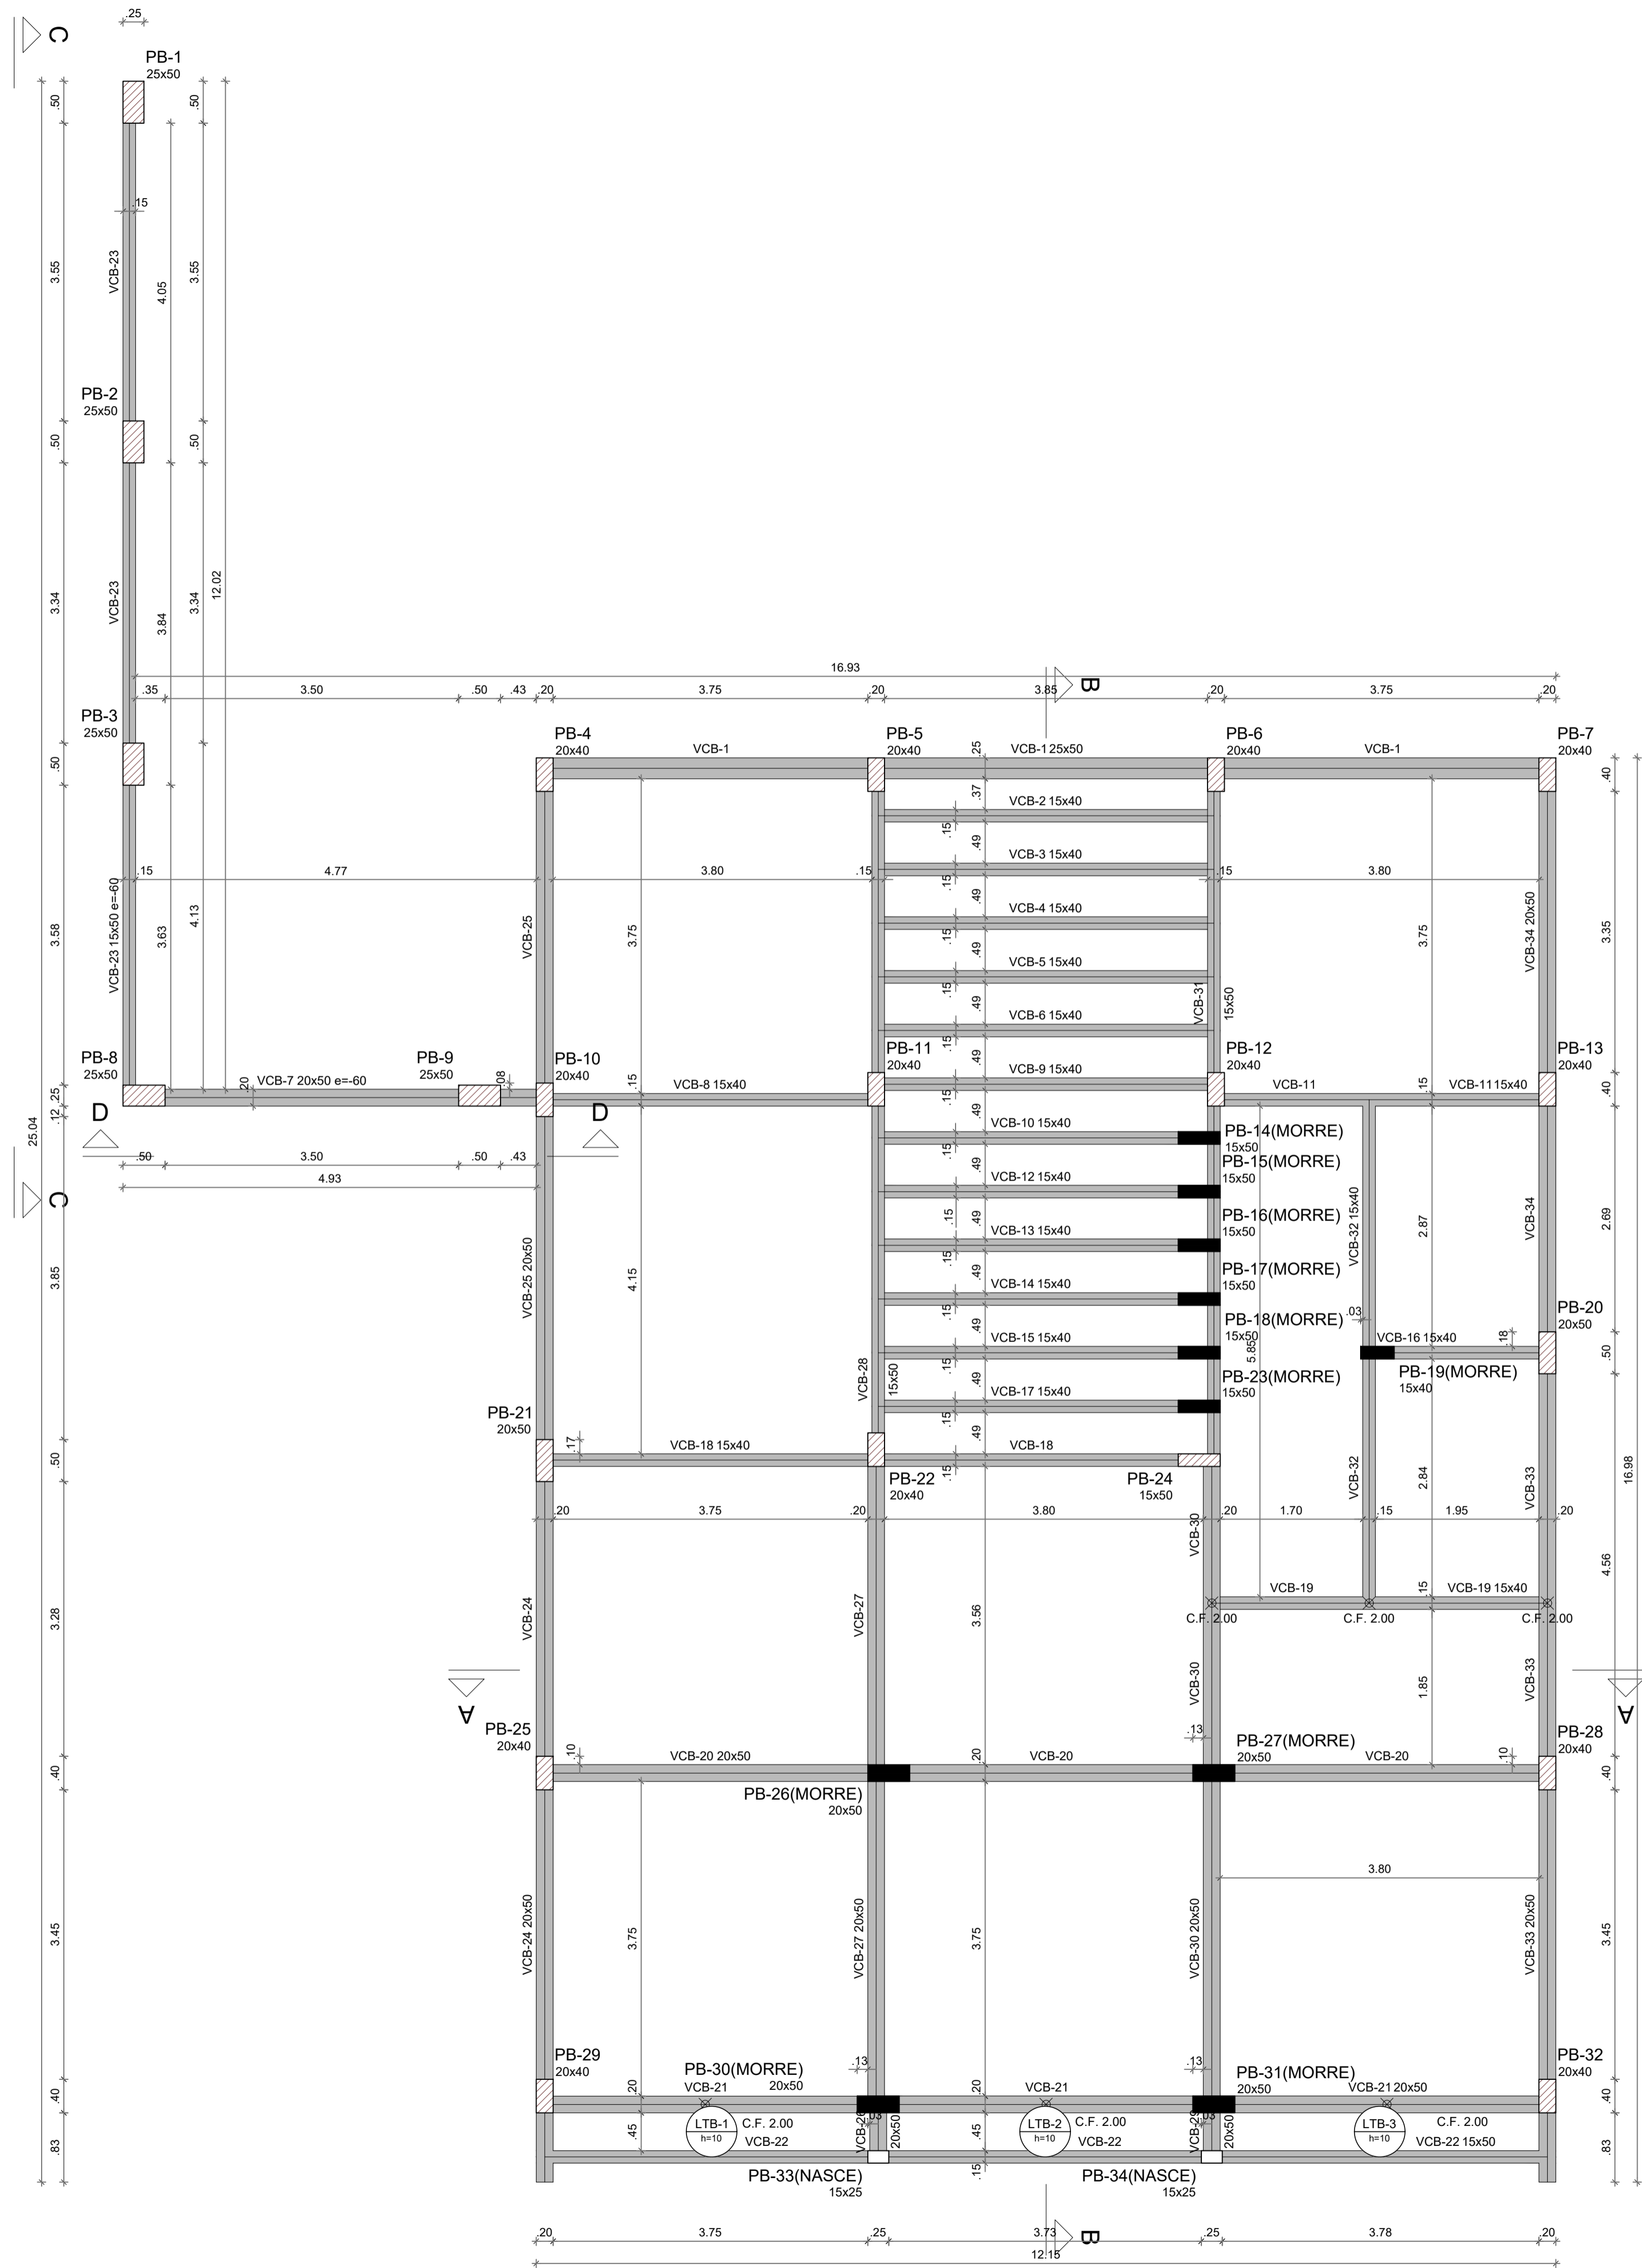 .25
C
PB-1
25x50
.50
.50
.15
VCB-23
3.55
4.05
3.55
PB-2
25x50
.50
.50
VCB-23
3.34
3.84
3.34
12.02
16.93
B
.35
3.50
.50
.43
.20
3.75
.20
3.85
.20
3.75
.20
PB-3
25x50
.50
PB-4
20x40
VCB-1
PB-5
20x40
.25
VCB-1 25x50
PB-6
20x40
VCB-1
PB-7
20x40
.40
.37
VCB-2 15x40
.15
.49
VCB-3 15x40
.15
.49
.15
4.77
3.80
.15
.15
3.80
VCB-23 15x50 e=-60
3.58
3.63
4.13
VCB-25
3.75
VCB-4 15x40
.15
.49
VCB-5 15x40
.15
.49
VCB-31
15x50
3.75
VCB-34 20x50
3.35
VCB-6 15x40
.15
.49
PB-8
25x50
PB-9
25x50
.08
PB-10
20x40
VCB-7 20x50 e=-60
.20
.15
VCB-8 15x40
PB-11
20x40
VCB-9 15x40
.15
.49
PB-12
20x40
VCB-11
.15
VCB-11 15x40
PB-13
20x40
.40
.25
.12
25.04
D
D
.50
3.50
.50
.43
4.93
C
VCB-10 15x40
.15
.49
PB-14(MORRE)
15x50
PB-15(MORRE)
15x50
VCB-12 15x40
.15
.49
PB-16(MORRE)
15x50
VCB-13 15x40
.15
.49
PB-17(MORRE)
15x50
VCB-14 15x40
.15
.49
PB-18(MORRE)
15x50
VCB-15 15x40
.15
.49
PB-23(MORRE)
15x50
VCB-17 15x40
.15
.49
3.85
VCB-25 20x50
4.15
VCB-28
15x50
5.85
VCB-32 15x40
2.87
VCB-34
2.69
.03
VCB-16 15x40
.18
PB-19(MORRE)
15x40
PB-20
20x50
.50
PB-21
20x50
.50
.17
VCB-18 15x40
VCB-18
.15
PB-22
20x40
PB-24
15x50
VCB-32
2.84
VCB-33
16.98
.20
3.75
.20
3.80
.20
1.70
.15
1.95
.20
VCB-30
4.56
3.28
VCB-24
VCB-27
3.56
VCB-19
.15
VCB-19 15x40
C.F. 2.00
C.F. 2.00
C.F. 2.00
VCB-30
1.85
VCB-33
A
A
PB-25
20x40
.40
.10
VCB-20 20x50
.20
VCB-20
.13
PB-27(MORRE)
20x50
VCB-20
.10
PB-28
20x40
.40
PB-26(MORRE)
20x50
3.80
3.45
VCB-24 20x50
3.75
VCB-27 20x50
3.75
VCB-30 20x50
VCB-33 20x50
3.45
PB-29
20x40
.40
.20
PB-30(MORRE)
20x50
VCB-21
.13
.20
VCB-21
.13
PB-31(MORRE)
20x50
VCB-21 20x50
PB-32
20x40
.40
.83
.45
LTB-1
h=10
C.F. 2.00
VCB-22
VCB-26
.03
20x50
.45
LTB-2
h=10
C.F. 2.00
VCB-22
VCB-29
.03
20x50
LTB-3
h=10
C.F. 2.00
VCB-22 15x50
.83
PB-33(NASCE)
15x25
.15
PB-34(NASCE)
15x25
.20
3.75
.25
3.73
B
.25
3.78
.20
12.15